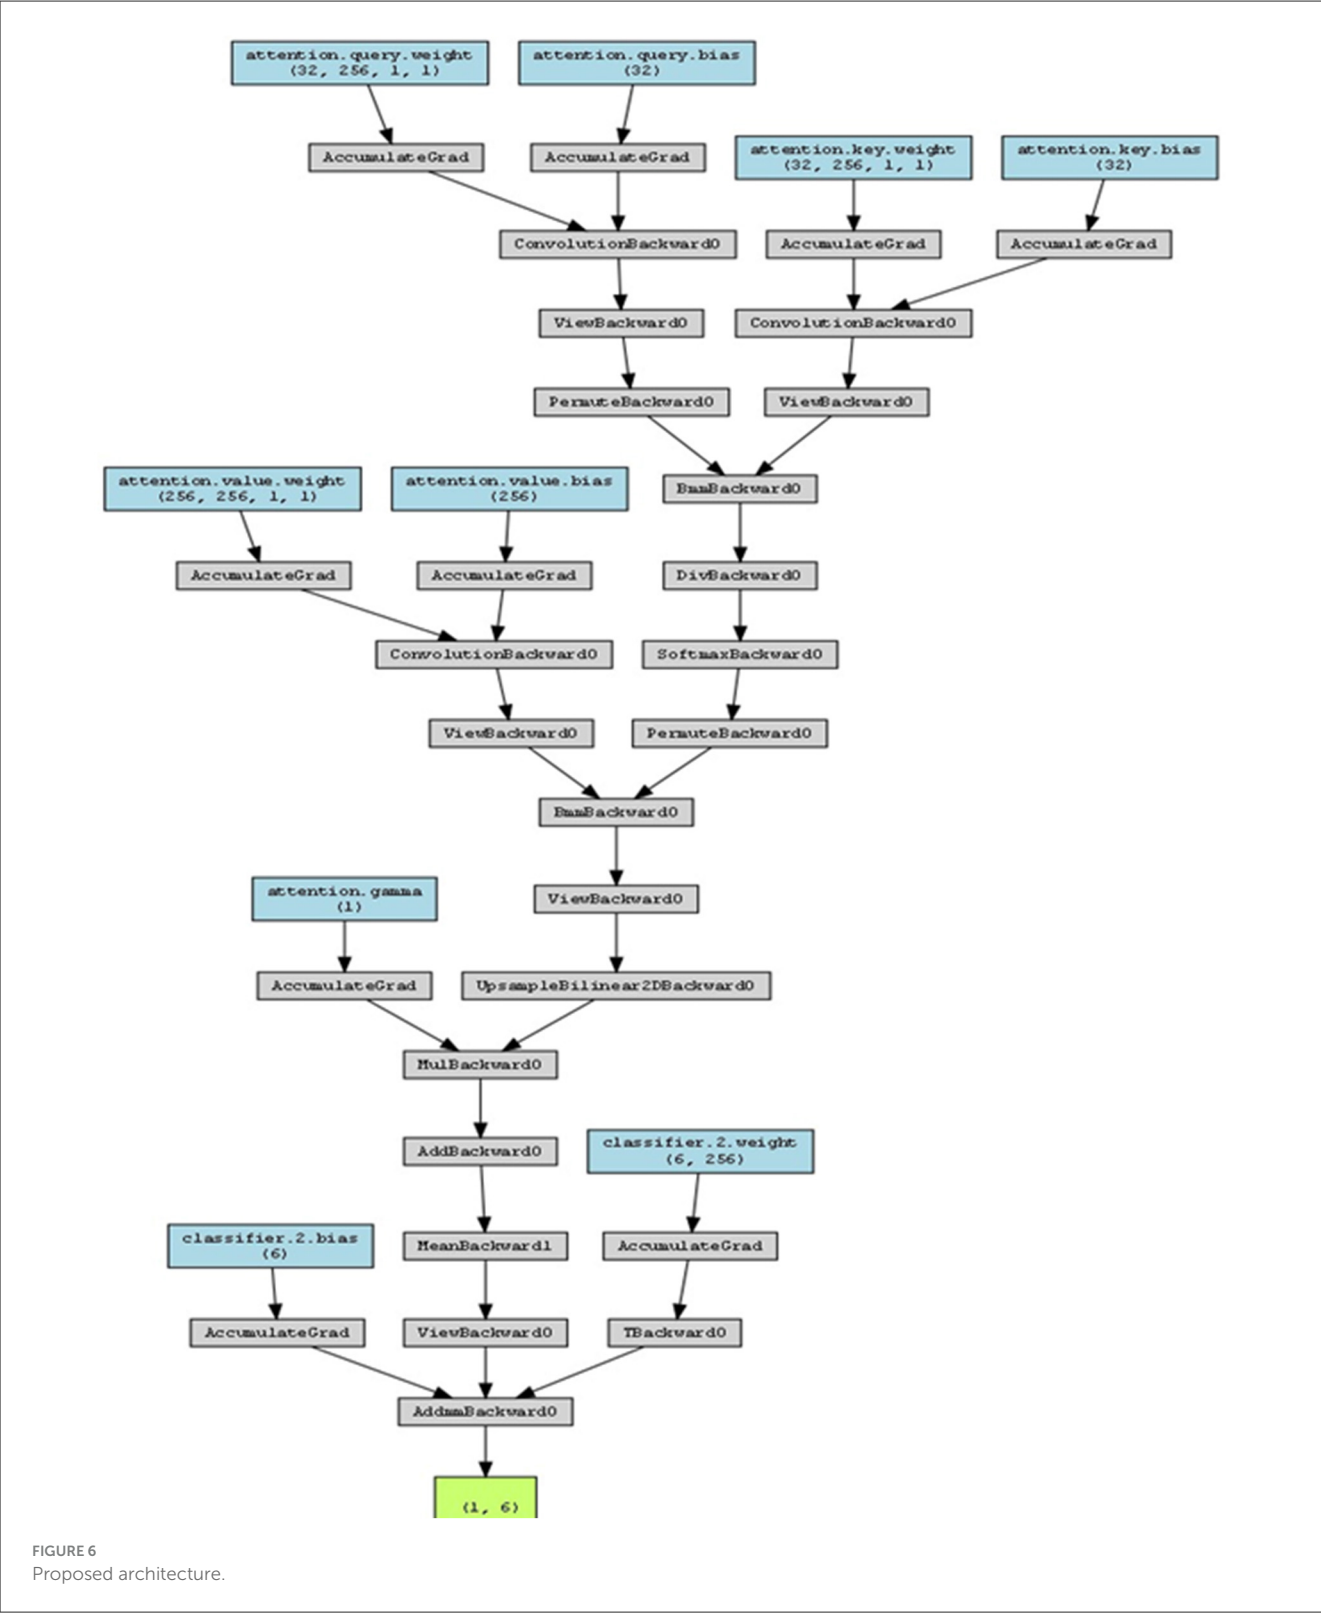 attention.query.weight
(32, 256, 1, 1)
attention.query.bias
(32)
AccumulateGrad
AccumulateGrad
attention.key.weight
(32, 256, 1, 1)
attention.key.bias
(32)
ConvolutionBackward0
AccumulateGrad
AccumulateGrad
ViewBackward0
ConvolutionBackward0
PermuteBackward0
ViewBackward0
attention.value.weight
(256, 256, 1, 1)
attention.value.bias
(256)
BmmBackward0
AccumulateGrad
AccumulateGrad
DivBackward0
ConvolutionBackward0
SoftmaxBackward0
ViewBackward0
PermuteBackward0
BmmBackward0
attention.gamma
(1)
ViewBackward0
AccumulateGrad
UpsampleBilinear2DBackward0
MulBackward0
AddBackward0
classifier.2.weight
(6, 256)
classifier.2.bias
(6)
MeanBackward1
AccumulateGrad
AccumulateGrad
ViewBackward0
TBackward0
AddmmBackward0
(1, 6)
FIGURE 6
Proposed architecture.